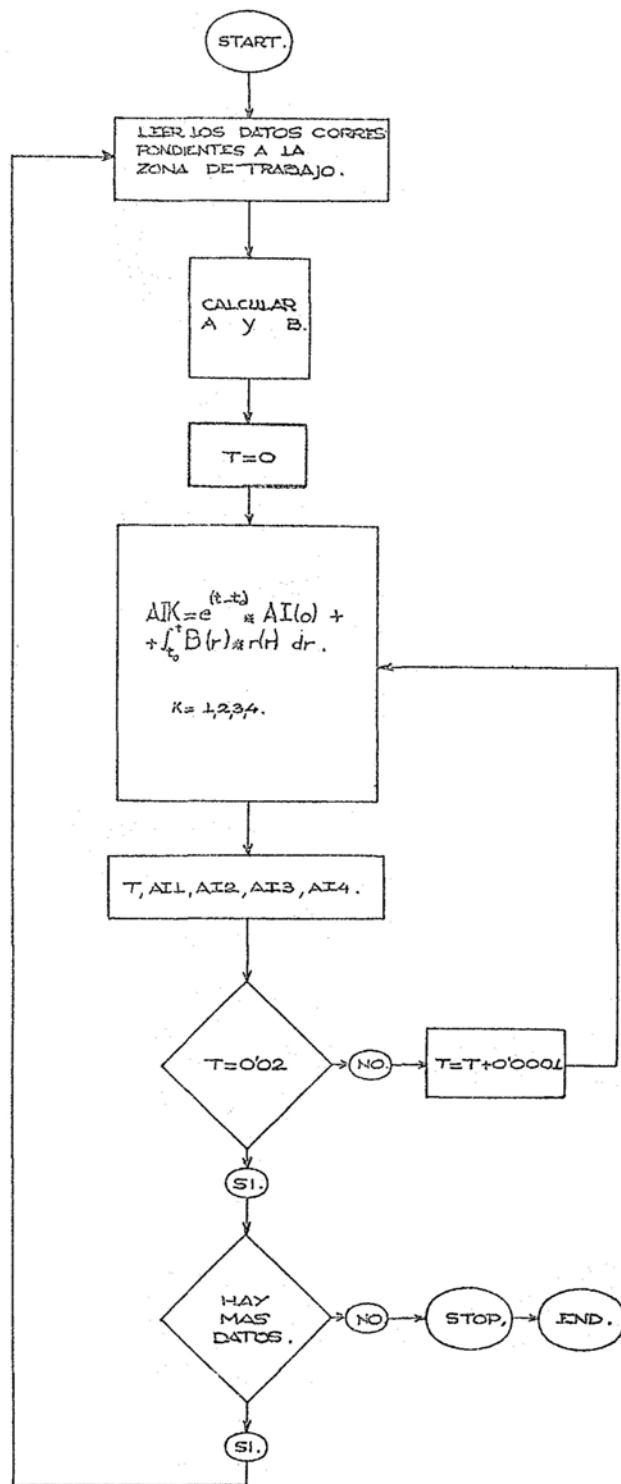 START.
LEER LOS DATOS CORRES
PONDIENTES A LA
ZONA DE TRABAJO.
CALCULAR
A Y B.
T=0
AIK=e^(t-t₀) * AI(0) +
+∫t₀^t B(r)*r(r) dr.
K= 1,2,3,4.
T, AI1, AI2, AI3, AI4.
T=0'02
NO.
T=T+0'0001
SI.
HAY
MAS
DATOS.
NO
STOP.
END.
SI.